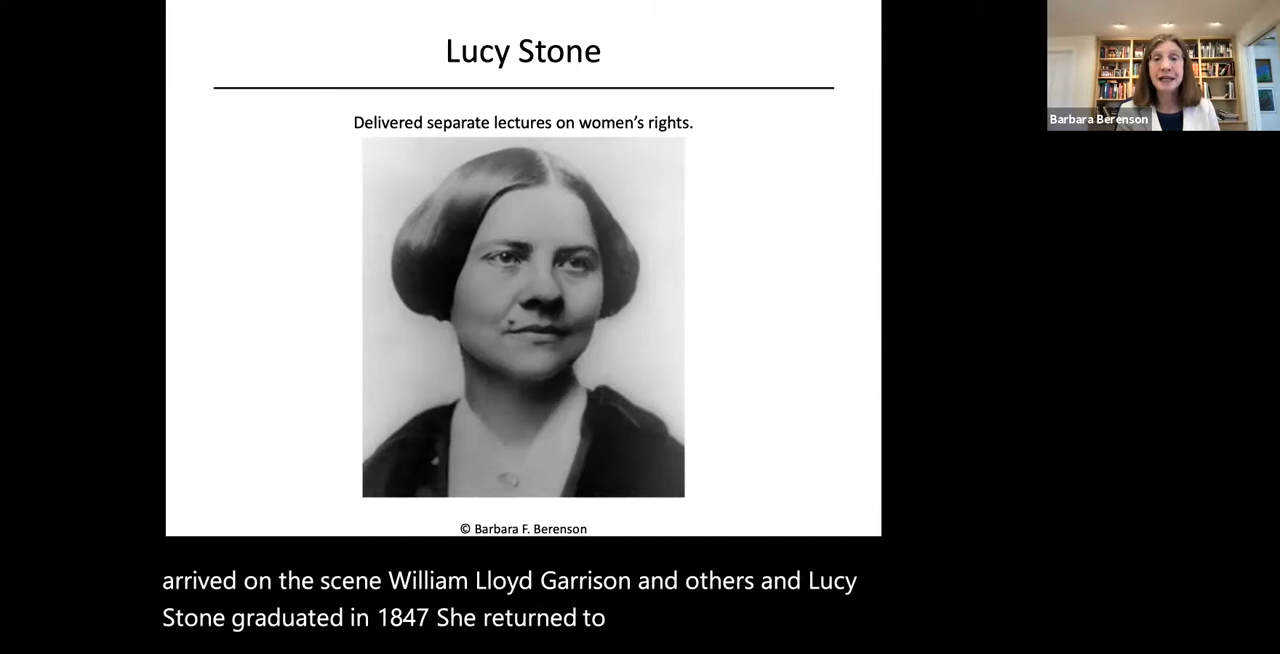 Lucy Stone
Delivered separate lectures on women’s rights.
© Barbara F. Berenson
Barbara Berenson
arrived on the scene William Lloyd Garrison and others and Lucy
Stone graduated in 1847 She returned to